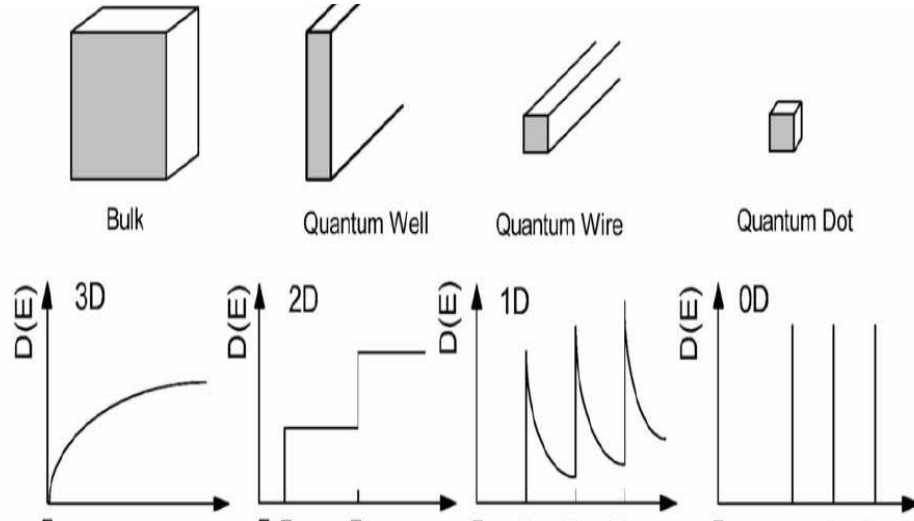 Bulk
Quantum Well
Quantum Wire
Quantum Dot
D(E)
3D
D(E)
2D
D(E)
1D
D(E)
0D